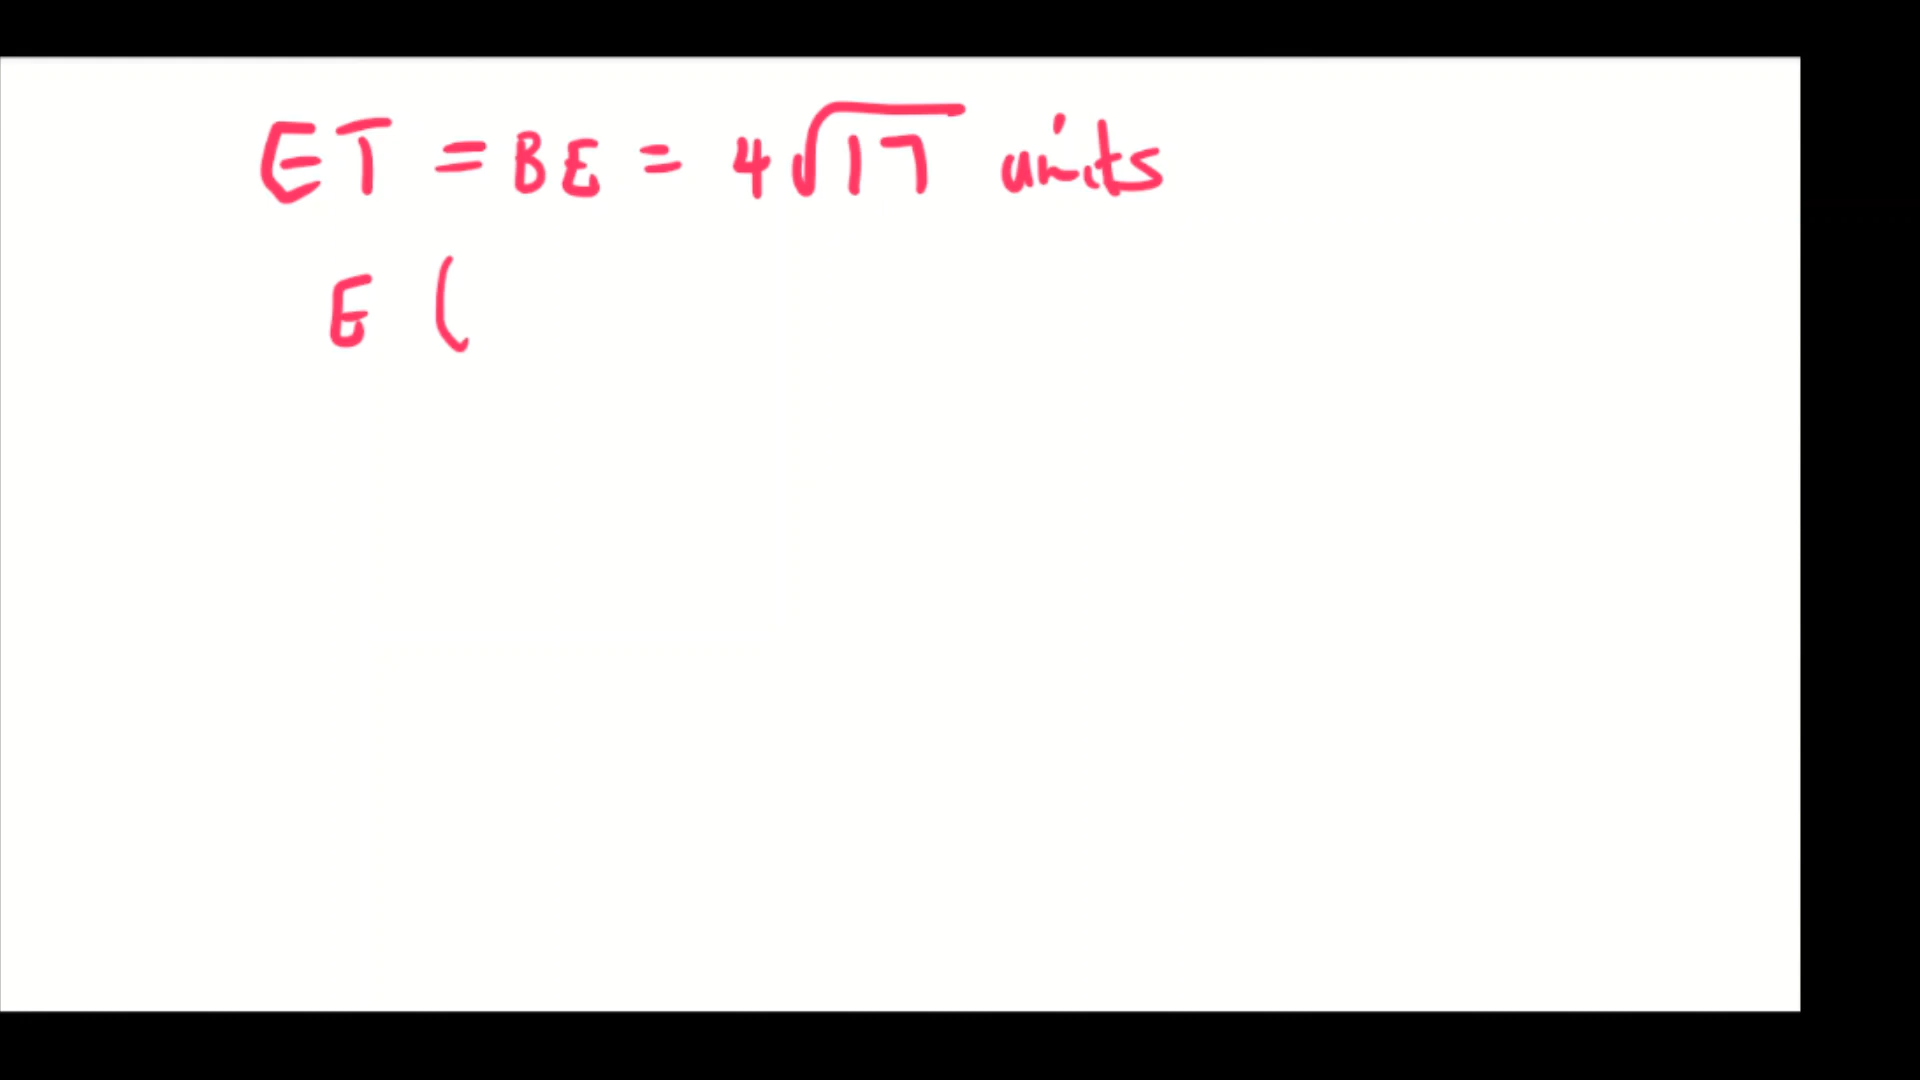 ET = BE = 4√17 units
E (